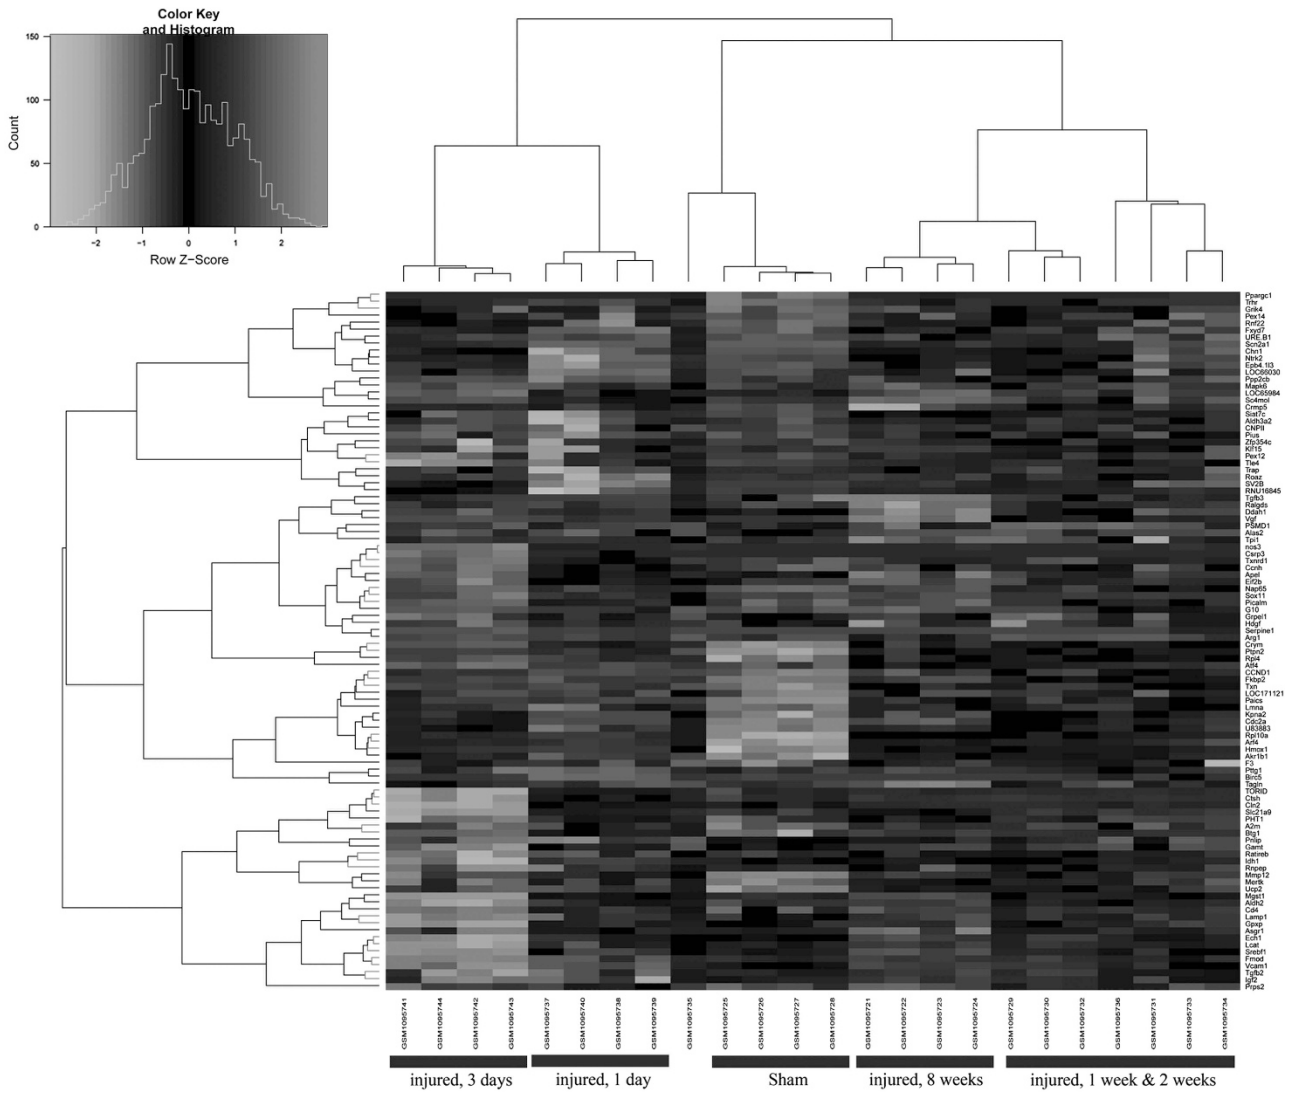 Color Key
and Histogram
150
100
50
0
Count
−2 −1 0 1 2
Row Z−Score
Ppargc1
Trhr
Grik4
Pex14
Rnf22
Fxyd7
URE.B1
Scn2a1
Chn1
Ntrk2
Epb4.1l3
LOC66030
Ppp2cb
Mapk6
LOC65984
Sc4mol
Crmp5
Siat7c
Aldh3a2
CNPII
Pius
Zfp354c
Klf15
Pex12
Tle4
Trap
Roaz
SV2B
RNU16845
Tgfb3
Ralgds
Ddah1
Vgf
PSMD1
Alas2
Tpi1
nos3
Csrp3
Txnrd1
Ccnh
Apel
Eif2b
Nap65
Sox11
Picalm
G10
Grpel1
Hdgf
Serpine1
Arg1
Crym
Ptpn2
Rpl4
Atf4
CCND1
Fkbp2
Txn
LOC171121
Paics
Lmna
Kpna2
Cdc2a
U83883
Rpl10a
Arf4
Hmox1
Akr1b1
F3
Pttg1
Birc5
Tagln
TORID
Ctsh
Cln2
Slc21a9
PHT1
A2m
Btg1
Pnlip
Gamt
Ratireb
Idh1
Rnpep
Mmp12
Mertk
Ucp2
Mgst1
Aldh2
Cd4
Lamp1
Gpxp
Asgr1
Ech1
Lcat
Srebf1
Fmod
Vcam1
Tgfb2
Igf2
Prps2
GSM1095741
GSM1095744
GSM1095742
GSM1095743
GSM1095737
GSM1095740
GSM1095738
GSM1095739
GSM1095735
GSM1095725
GSM1095726
GSM1095727
GSM1095728
GSM1095721
GSM1095722
GSM1095723
GSM1095724
GSM1095729
GSM1095730
GSM1095732
GSM1095736
GSM1095731
GSM1095733
GSM1095734
injured, 3 days
injured, 1 day
Sham
injured, 8 weeks
injured, 1 week & 2 weeks